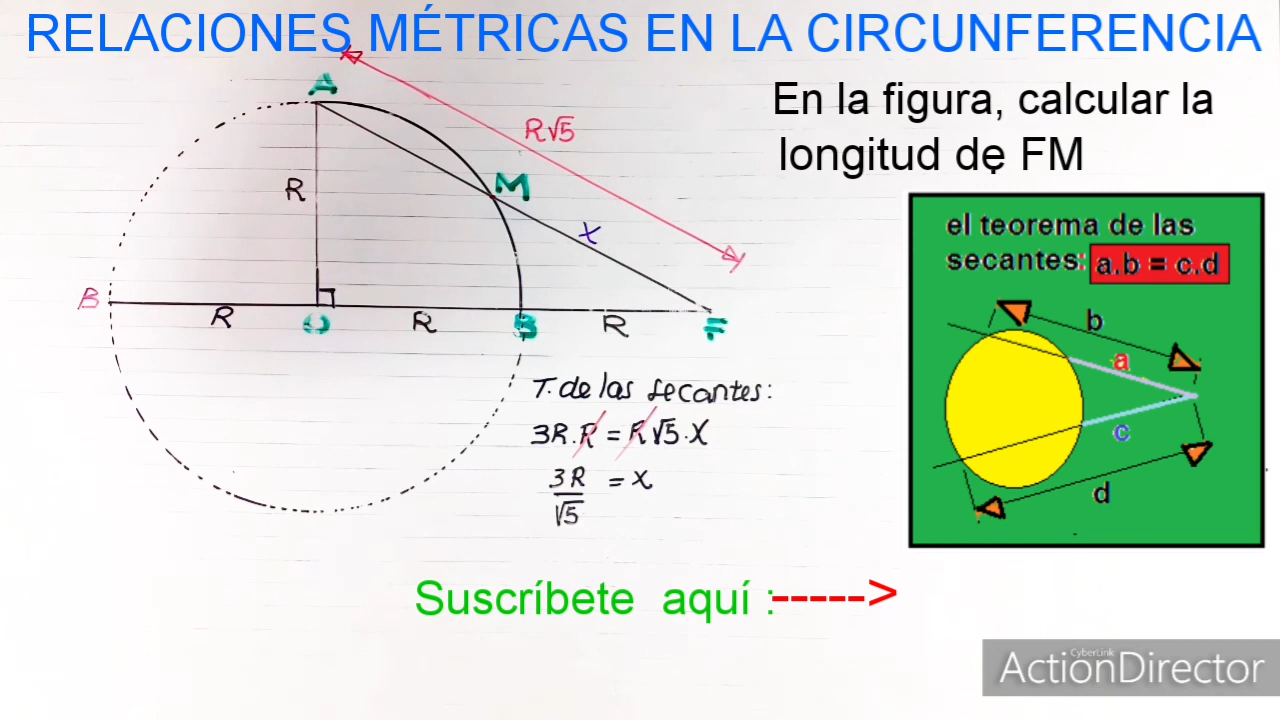 RELACIONES MÉTRICAS EN LA CIRCUNFERENCIA
En la figura, calcular la
longitud de FM
A
R√5
M
R
x
B
R
O
R
B
R
F
el teorema de las
secantes: a.b = c.d
b
a
c
d
T. de las secantes:
3R.R = R√5.X
3R/√5 = x
Suscríbete aquí :----->
CyberLink
ActionDirector